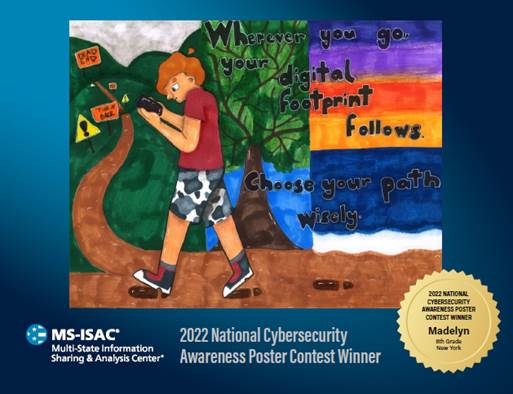 DEAD
END
TURN
BACK
Wherever you go,
your digital
footprint
follows.
Choose your path
wisely.
MS-ISAC®
Multi-State Information
Sharing & Analysis Center®
2022 National Cybersecurity
Awareness Poster Contest Winner
2022 NATIONAL
CYBERSECURITY
AWARENESS POSTER
CONTEST WINNER
Madelyn
8th Grade
New York